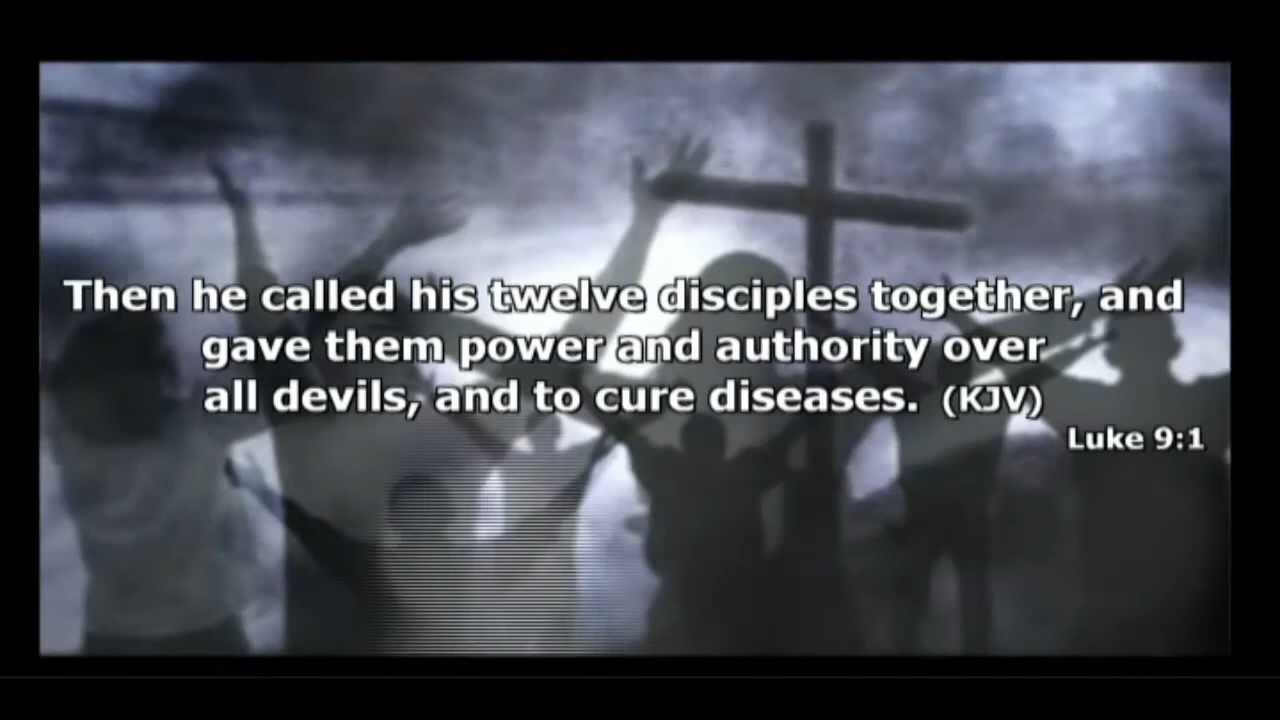 Then he called his twelve disciples together, and
gave them power and authority over
all devils, and to cure diseases. (KJV)
Luke 9:1